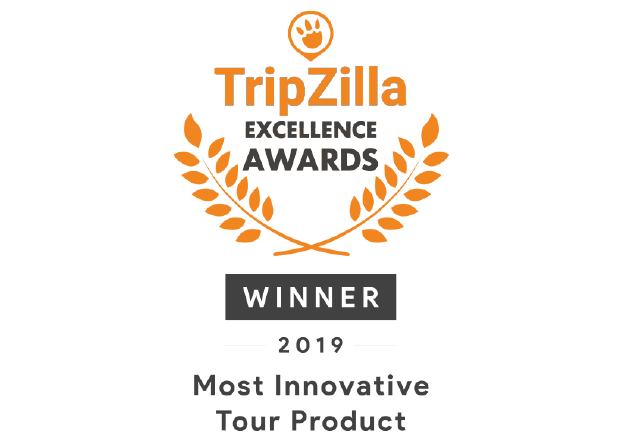 TripZilla
EXCELLENCE
AWARDS
WINNER
2019
Most Innovative
Tour Product